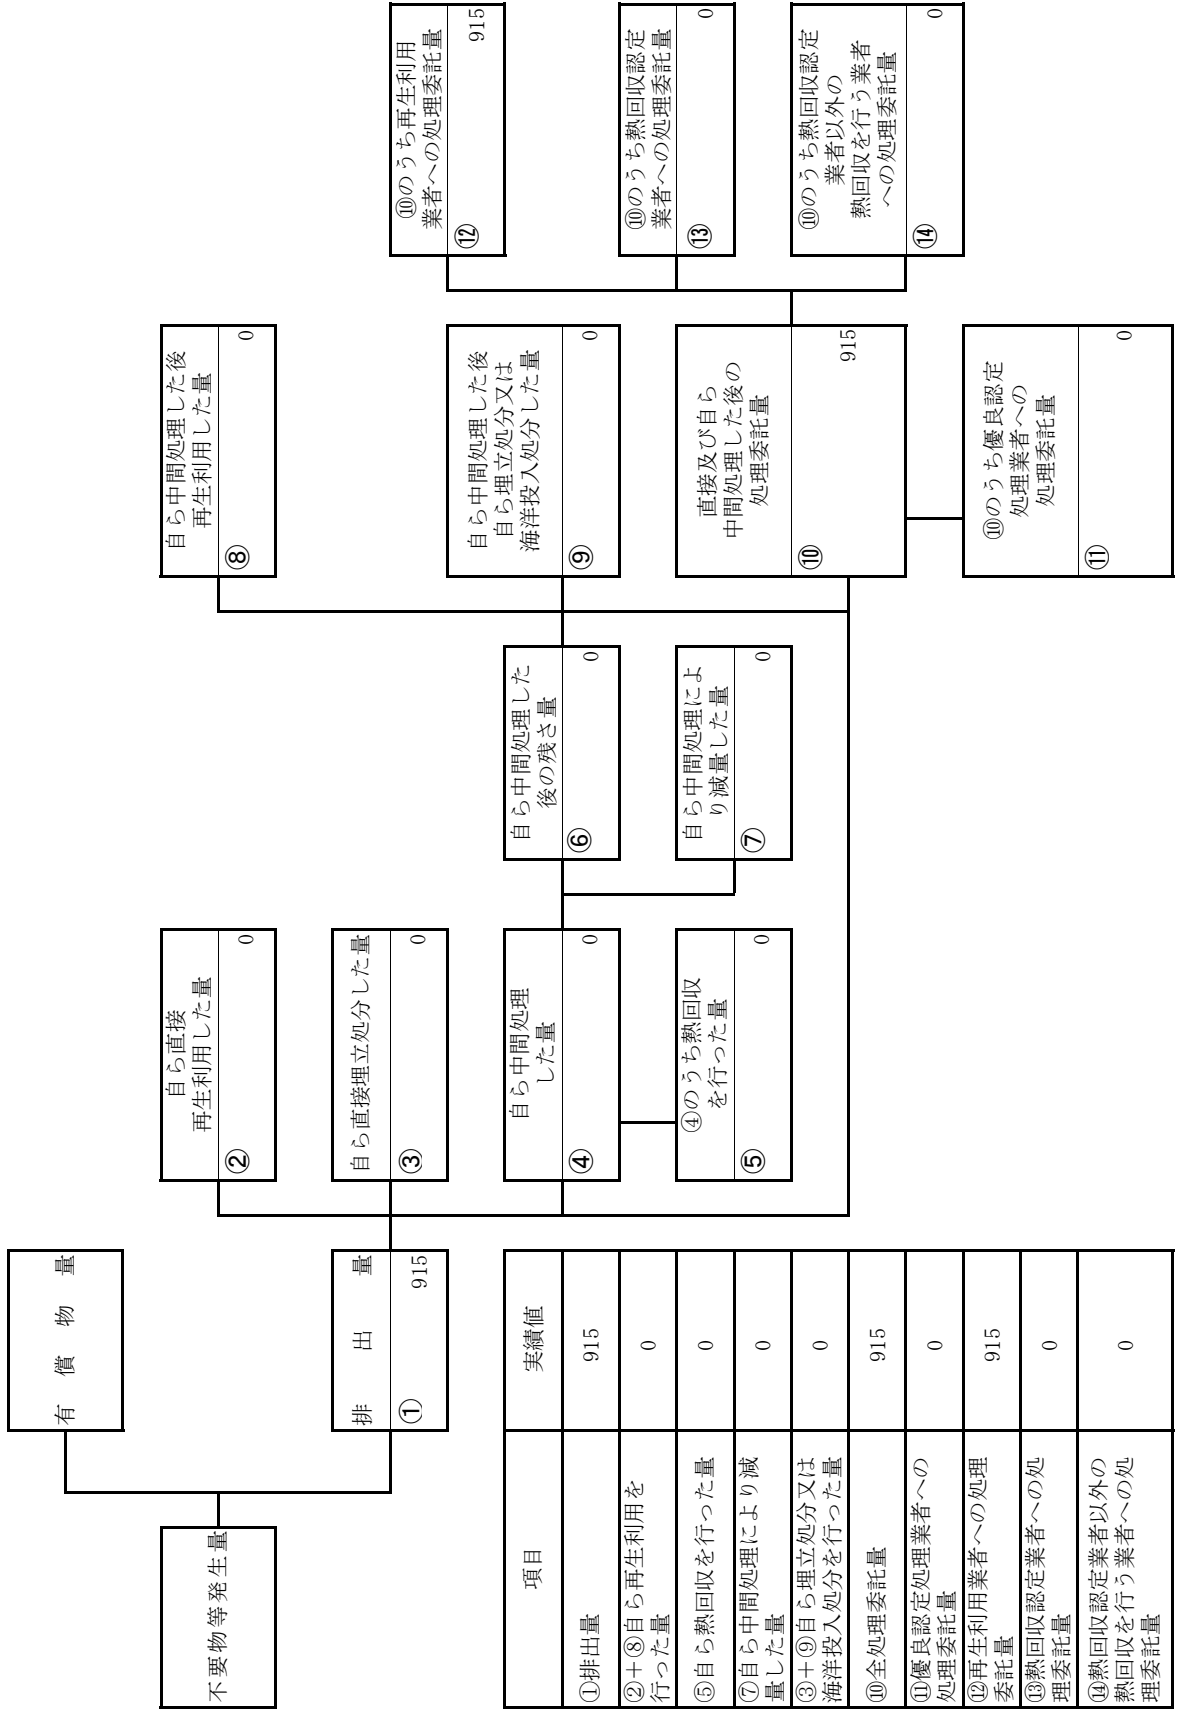 不要物等発生量
有償物量
排出量
①
915
自ら直接
再生利用した量
②
0
自ら直接埋立処分した量
③
0
自ら中間処理
した量
④
0
④のうち熱回収
を行った量
⑤
0
自ら中間処理した
後の残さ量
⑥
0
自ら中間処理によ
り減量した量
⑦
0
自ら中間処理した後
再生利用した量
⑧
0
自ら中間処理した後
自ら埋立処分又は
海洋投入処分した量
⑨
0
直接及び自ら
中間処理した後の
処理委託量
⑩
915
⑩のうち優良認定
処理業者への
処理委託量
⑪
0
⑩のうち再生利用
業者への処理委託量
⑫
915
⑩のうち熱回収認定
業者への処理委託量
⑬
0
⑩のうち熱回収認定
業者以外の
熱回収を行う業者
への処理委託量
⑭
0
項目 実績値
①排出量 915
②+⑧自ら再生利用を
行った量 0
⑤自ら熱回収を行った量 0
⑦自ら中間処理により減
量した量 0
③+⑨自ら埋立処分又は
海洋投入処分を行った量 0
⑩全処理委託量 915
⑪優良認定処理業者への
処理委託量 0
⑫再生利用業者への処理
委託量 915
⑬熱回収認定業者への処
理委託量 0
⑭熱回収認定業者以外の
熱回収を行う業者への処
理委託量 0